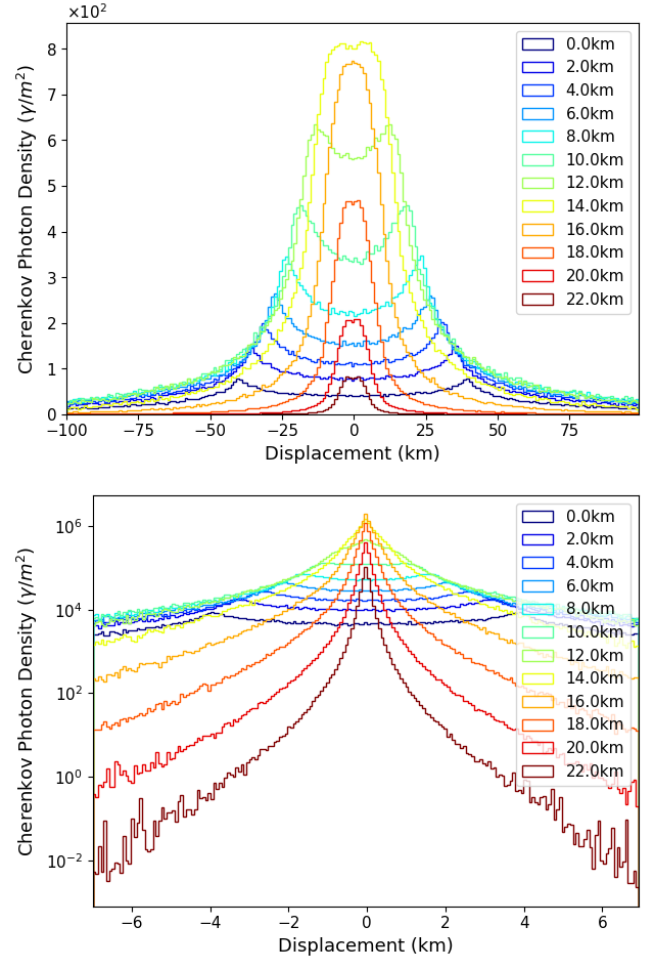 ×10²
Cherenkov Photon Density (γ/m²)
8
7
6
5
4
3
2
1
0
−100
−75
−50
−25
0
25
50
75
Displacement (km)
0.0km
2.0km
4.0km
6.0km
8.0km
10.0km
12.0km
14.0km
16.0km
18.0km
20.0km
22.0km
Cherenkov Photon Density (γ/m²)
10⁶
10⁴
10²
10⁰
10⁻²
−6
−4
−2
0
2
4
6
Displacement (km)
0.0km
2.0km
4.0km
6.0km
8.0km
10.0km
12.0km
14.0km
16.0km
18.0km
20.0km
22.0km